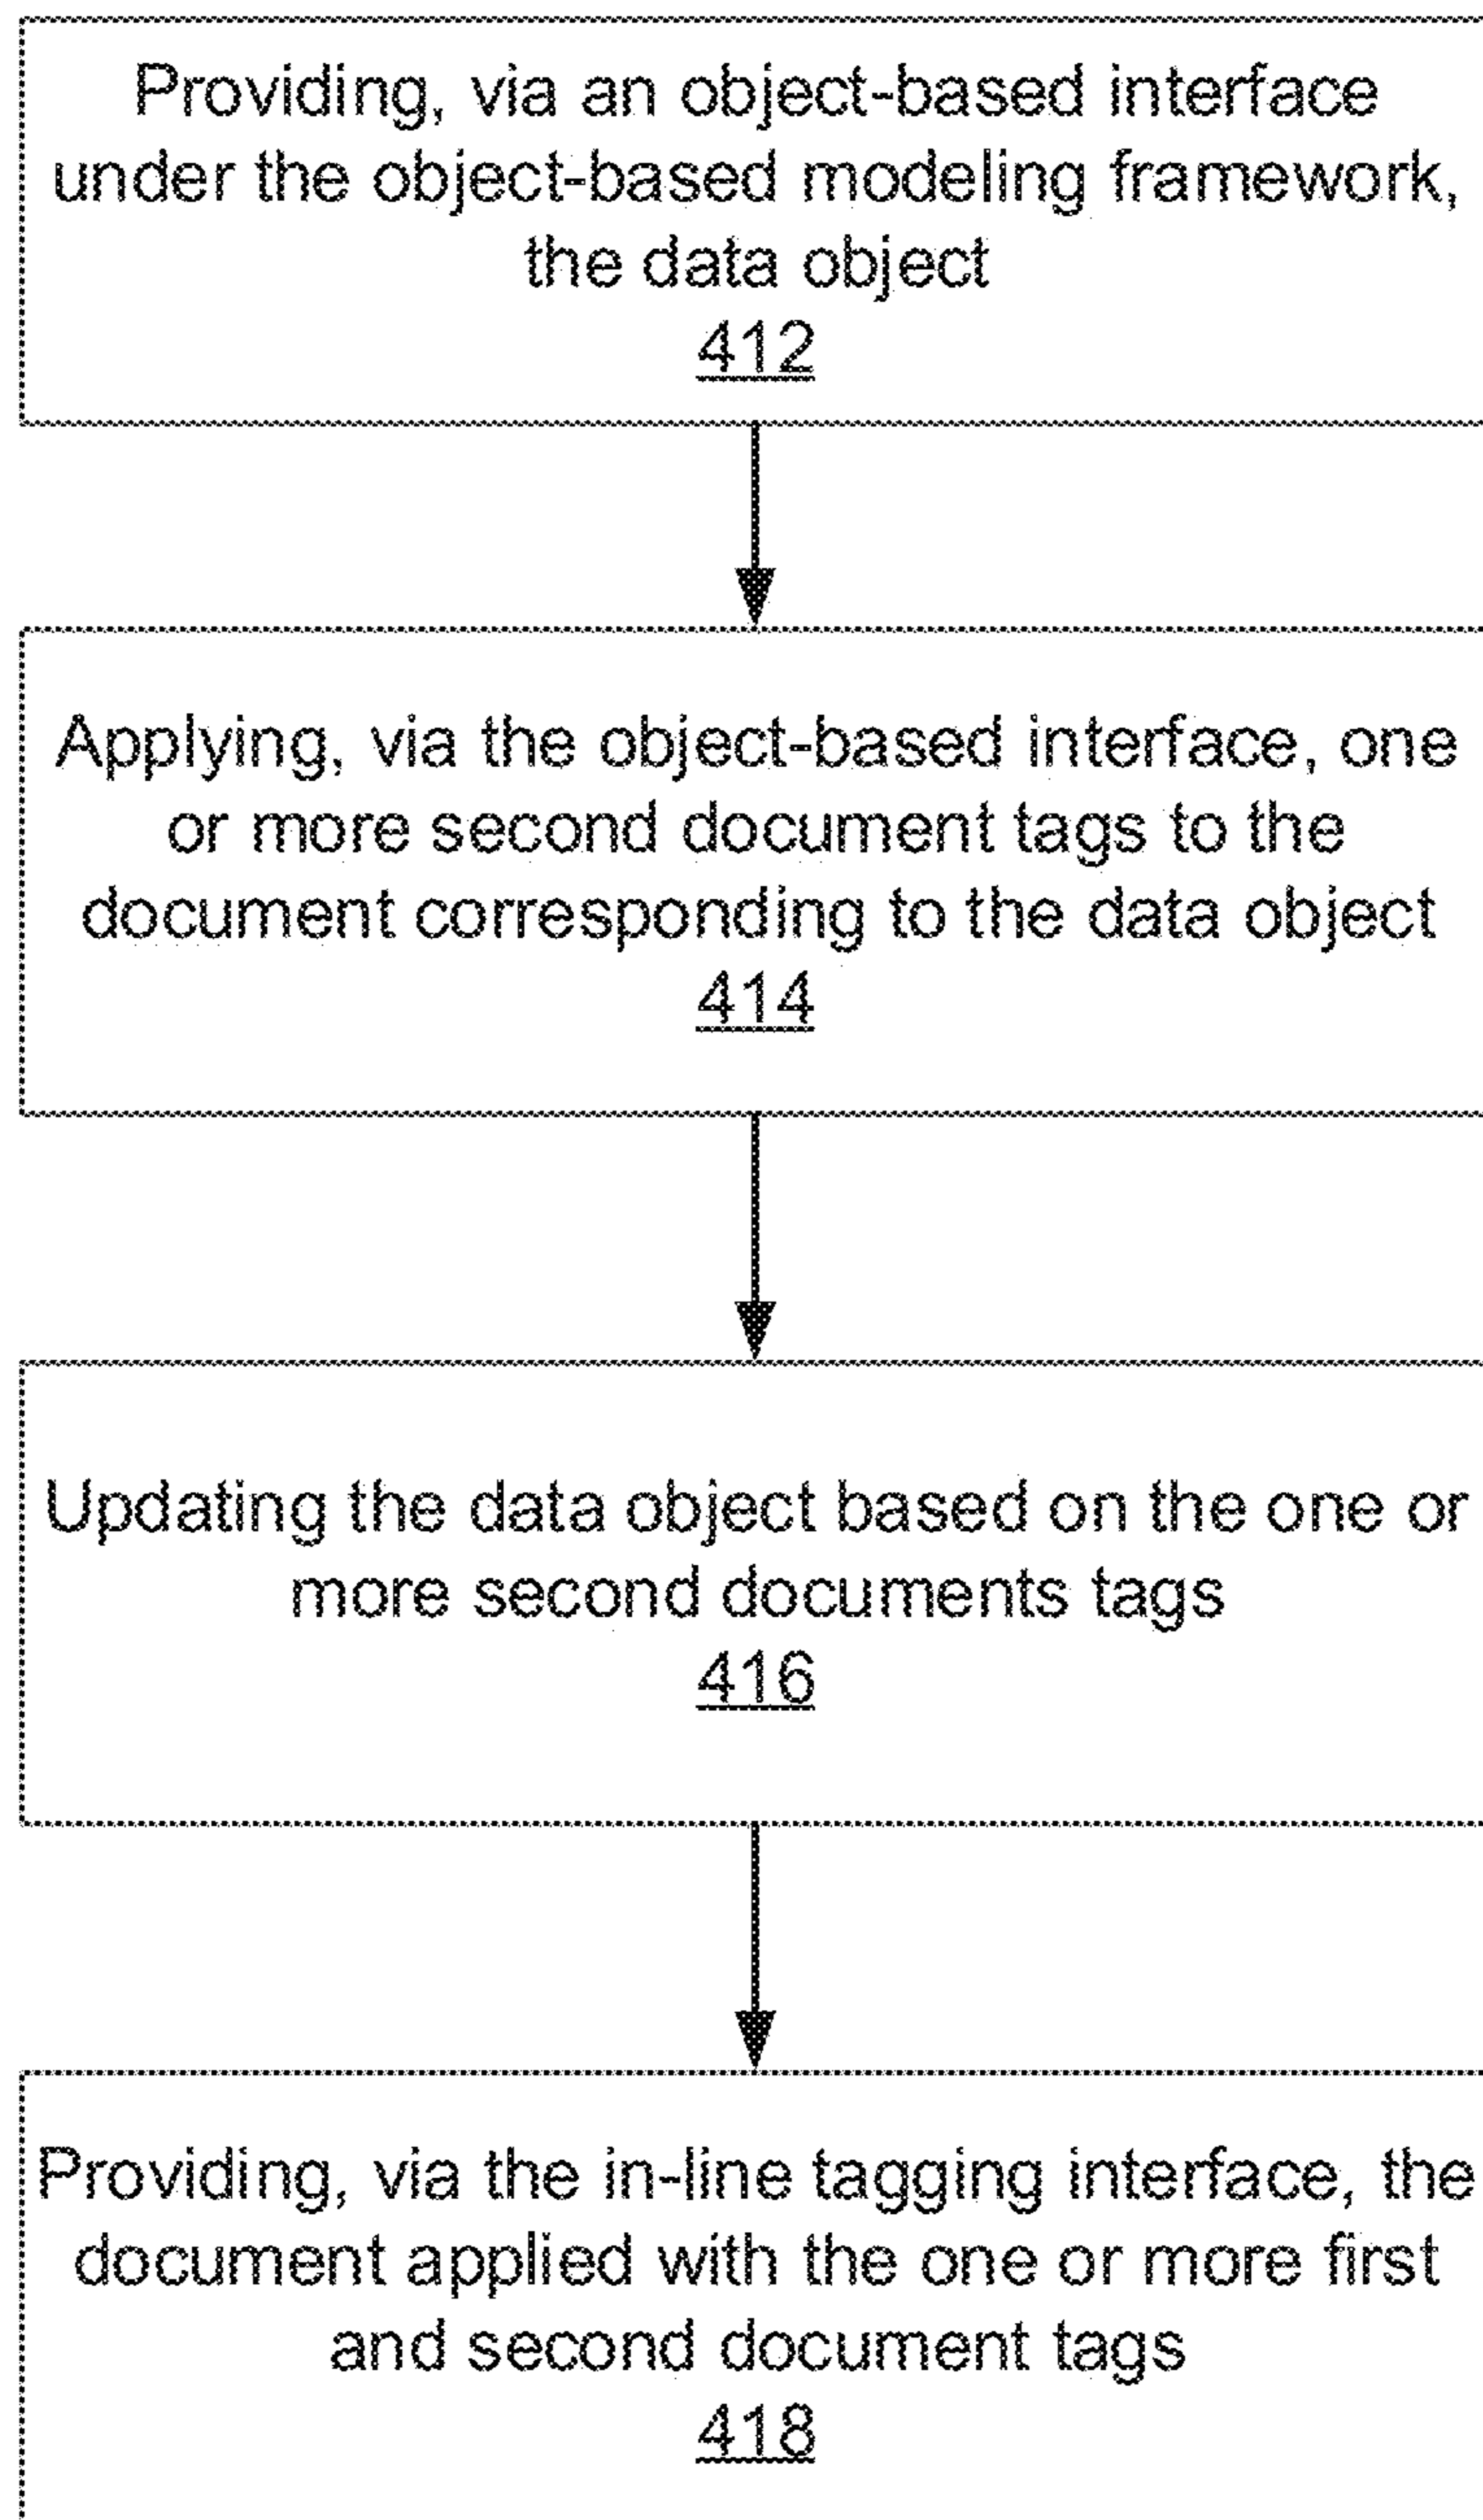 Providing, via an object-based interface
under the object-based modeling framework,
the data object
412
Applying, via the object-based interface, one
or more second document tags to the
document corresponding to the data object
414
Updating the data object based on the one or
more second documents tags
416
Providing, via the in-line tagging interface, the
document applied with the one or more first
and second document tags
418